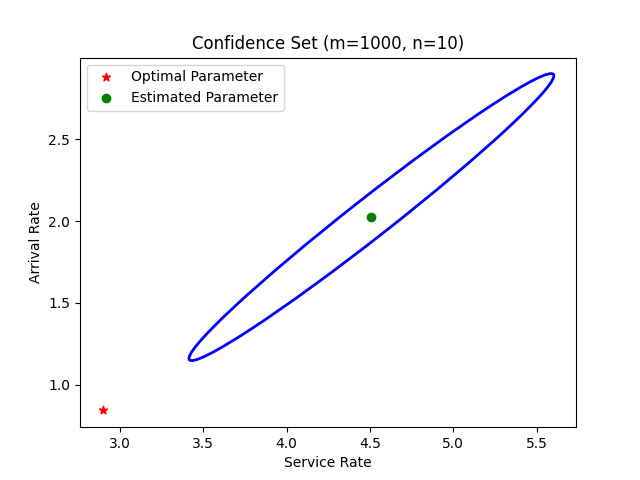 Confidence Set (m=1000, n=10)
Optimal Parameter
Estimated Parameter
Arrival Rate
2.5
2.0
1.5
1.0
3.0 3.5 4.0 4.5 5.0 5.5
Service Rate